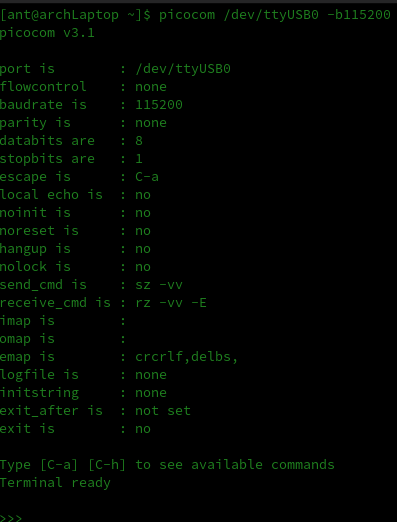 [ant@archLaptop ~]$ picocom /dev/ttyUSB0 -b115200
picocom v3.1
port is        : /dev/ttyUSB0
flowcontrol    : none
baudrate is    : 115200
parity is      : none
databits are   : 8
stopbits are   : 1
escape is      : C-a
local echo is  : no
noinit is      : no
noreset is     : no
hangup is      : no
nolock is      : no
send_cmd is    : sz -vv
receive_cmd is : rz -vv -E
imap is        :
omap is        :
emap is        : crcrlf,delbs,
logfile is     : none
initstring     : none
exit_after is  : not set
exit is        : no
Type [C-a] [C-h] to see available commands
Terminal ready
>>>